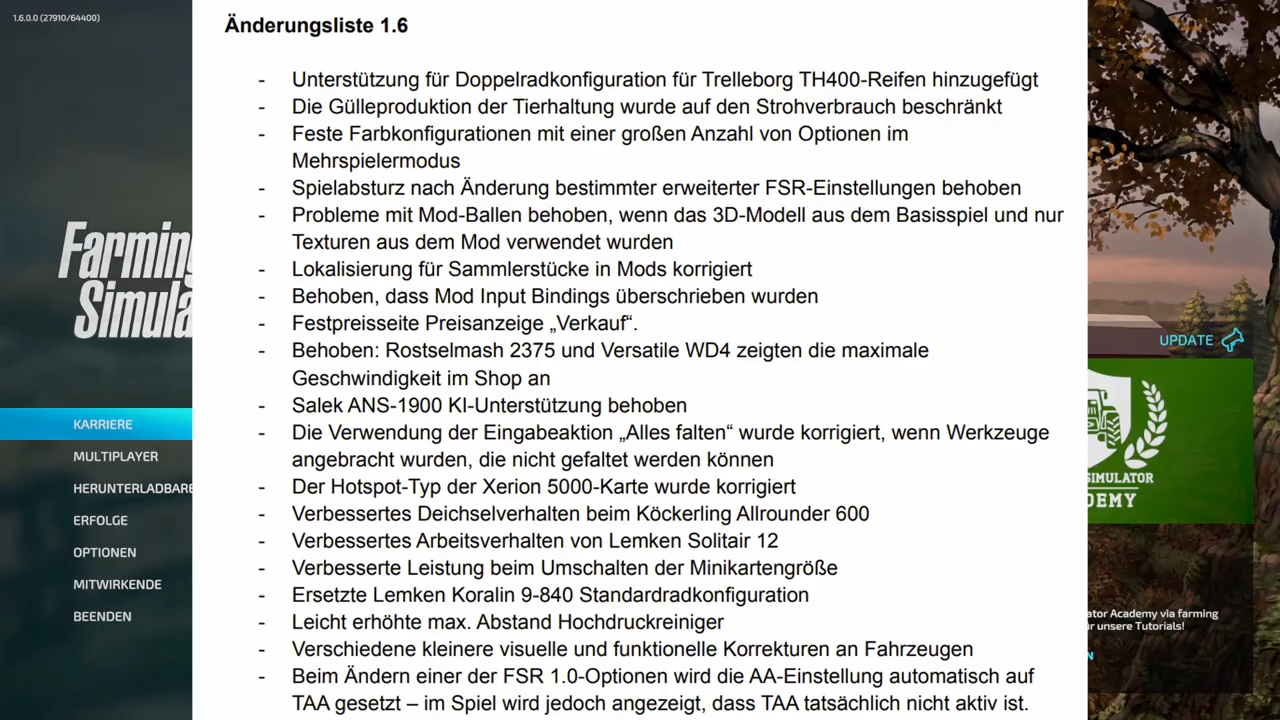 1.6.0.0 (27910/64400)
Änderungsliste 1.6
- Unterstützung für Doppelradkonfiguration für Trelleborg TH400-Reifen hinzugefügt
- Die Gülleproduktion der Tierhaltung wurde auf den Strohverbrauch beschränkt
- Feste Farbkonfigurationen mit einer großen Anzahl von Optionen im
Mehrspielermodus
- Spielabsturz nach Änderung bestimmter erweiterter FSR-Einstellungen behoben
- Probleme mit Mod-Ballen behoben, wenn das 3D-Modell aus dem Basisspiel und nur
Texturen aus dem Mod verwendet wurden
- Lokalisierung für Sammlerstücke in Mods korrigiert
- Behoben, dass Mod Input Bindings überschrieben wurden
- Festpreisseite Preisanzeige „Verkauf“.
- Behoben: Rostselmash 2375 und Versatile WD4 zeigten die maximale
Geschwindigkeit im Shop an
- Salek ANS-1900 KI-Unterstützung behoben
- Die Verwendung der Eingabeaktion „Alles falten“ wurde korrigiert, wenn Werkzeuge
angebracht wurden, die nicht gefaltet werden können
- Der Hotspot-Typ der Xerion 5000-Karte wurde korrigiert
- Verbessertes Deichselverhalten beim Köckerling Allrounder 600
- Verbessertes Arbeitsverhalten von Lemken Solitair 12
- Verbesserte Leistung beim Umschalten der Minikartengröße
- Ersetzte Lemken Koralin 9-840 Standardradkonfiguration
- Leicht erhöhte max. Abstand Hochdruckreiniger
- Verschiedene kleinere visuelle und funktionelle Korrekturen an Fahrzeugen
- Beim Ändern einer der FSR 1.0-Optionen wird die AA-Einstellung automatisch auf
TAA gesetzt – im Spiel wird jedoch angezeigt, dass TAA tatsächlich nicht aktiv ist.
Farming
Simula
KARRIERE
MULTIPLAYER
HERUNTERLADBARE
ERFOLGE
OPTIONEN
MITWIRKENDE
BEENDEN
UPDATE
SIMULATOR
DEMY
ator Academy via farming
ür unsere Tutorials!
N